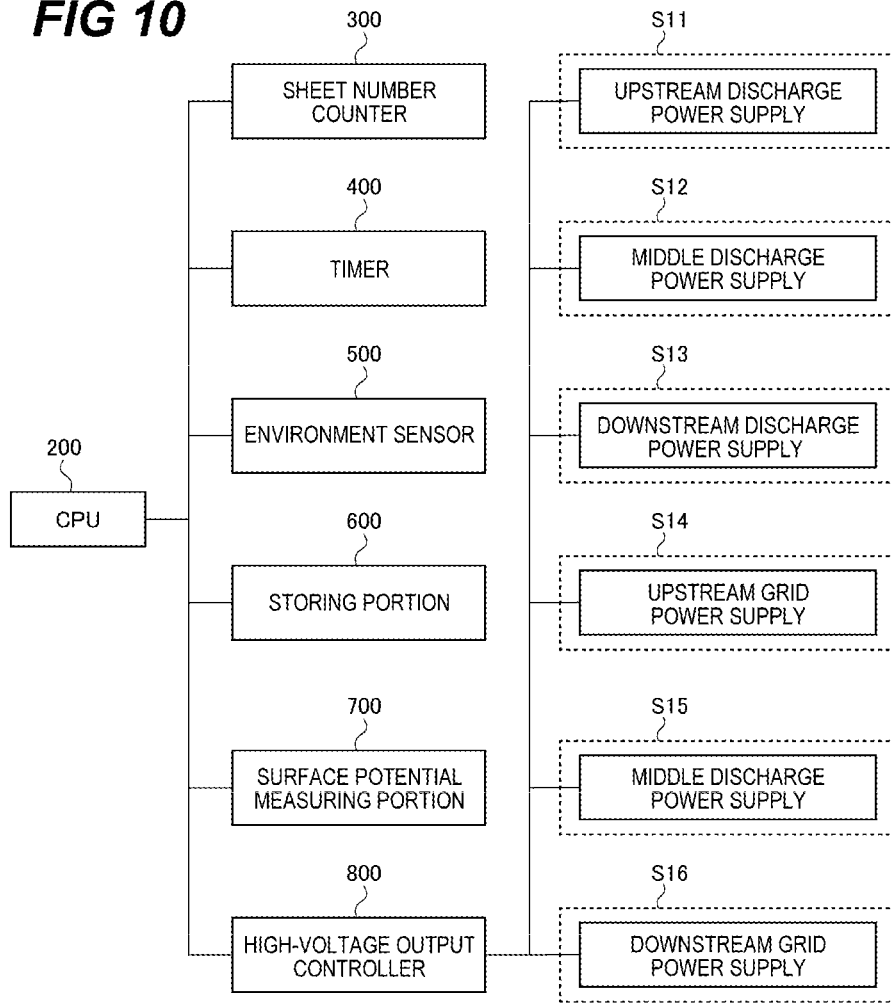 FIG 10
300
SHEET NUMBER
COUNTER
400
TIMER
500
ENVIRONMENT SENSOR
200
CPU
600
STORING PORTION
700
SURFACE POTENTIAL
MEASURING PORTION
800
HIGH-VOLTAGE OUTPUT
CONTROLLER
S11
UPSTREAM DISCHARGE
POWER SUPPLY
S12
MIDDLE DISCHARGE
POWER SUPPLY
S13
DOWNSTREAM DISCHARGE
POWER SUPPLY
S14
UPSTREAM GRID
POWER SUPPLY
S15
MIDDLE DISCHARGE
POWER SUPPLY
S16
DOWNSTREAM GRID
POWER SUPPLY